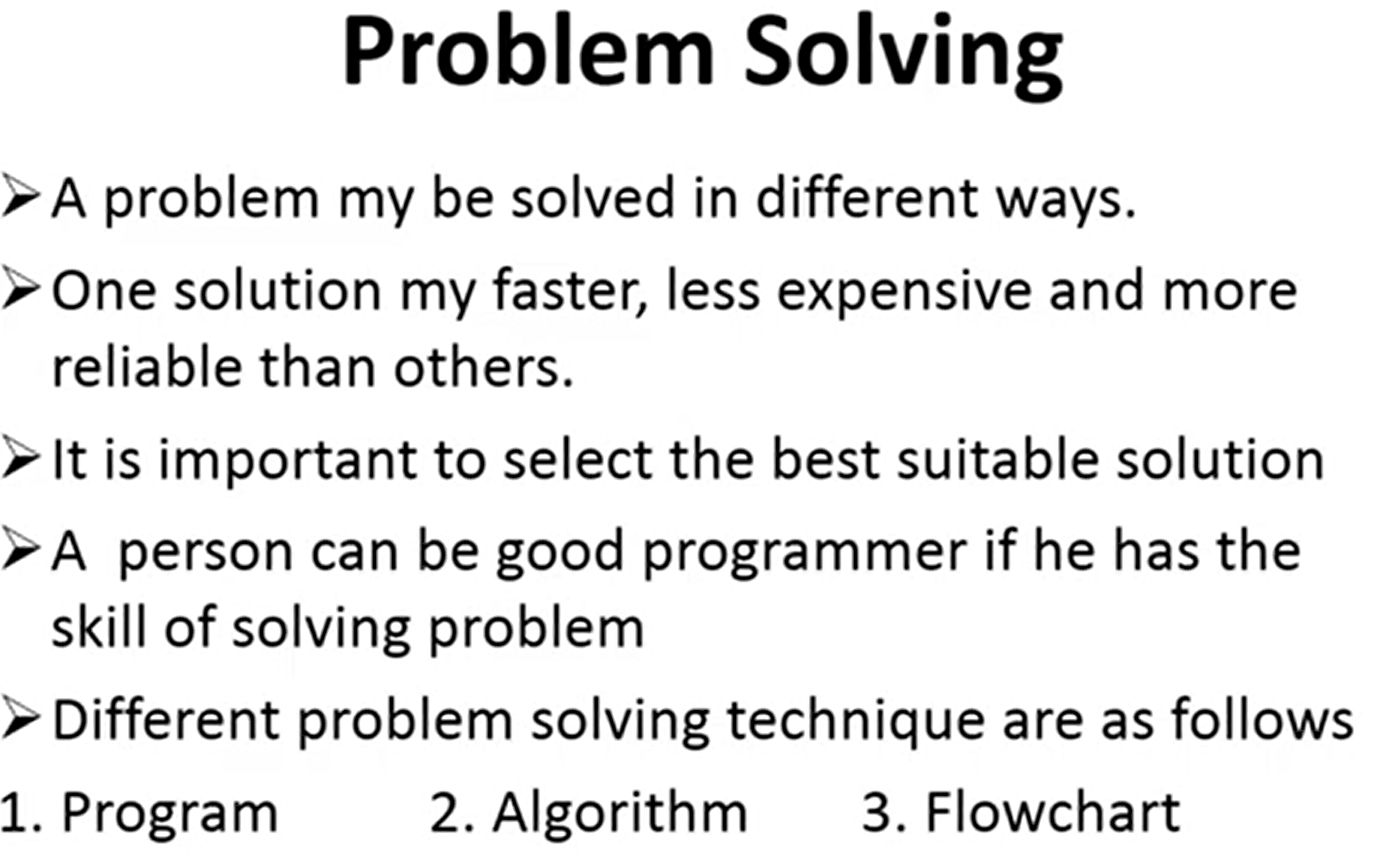 Problem Solving
➢A problem my be solved in different ways.
➢One solution my faster, less expensive and more
reliable than others.
➢It is important to select the best suitable solution
➢A  person can be good programmer if he has the
skill of solving problem
➢Different problem solving technique are as follows
1. Program 2. Algorithm 3. Flowchart